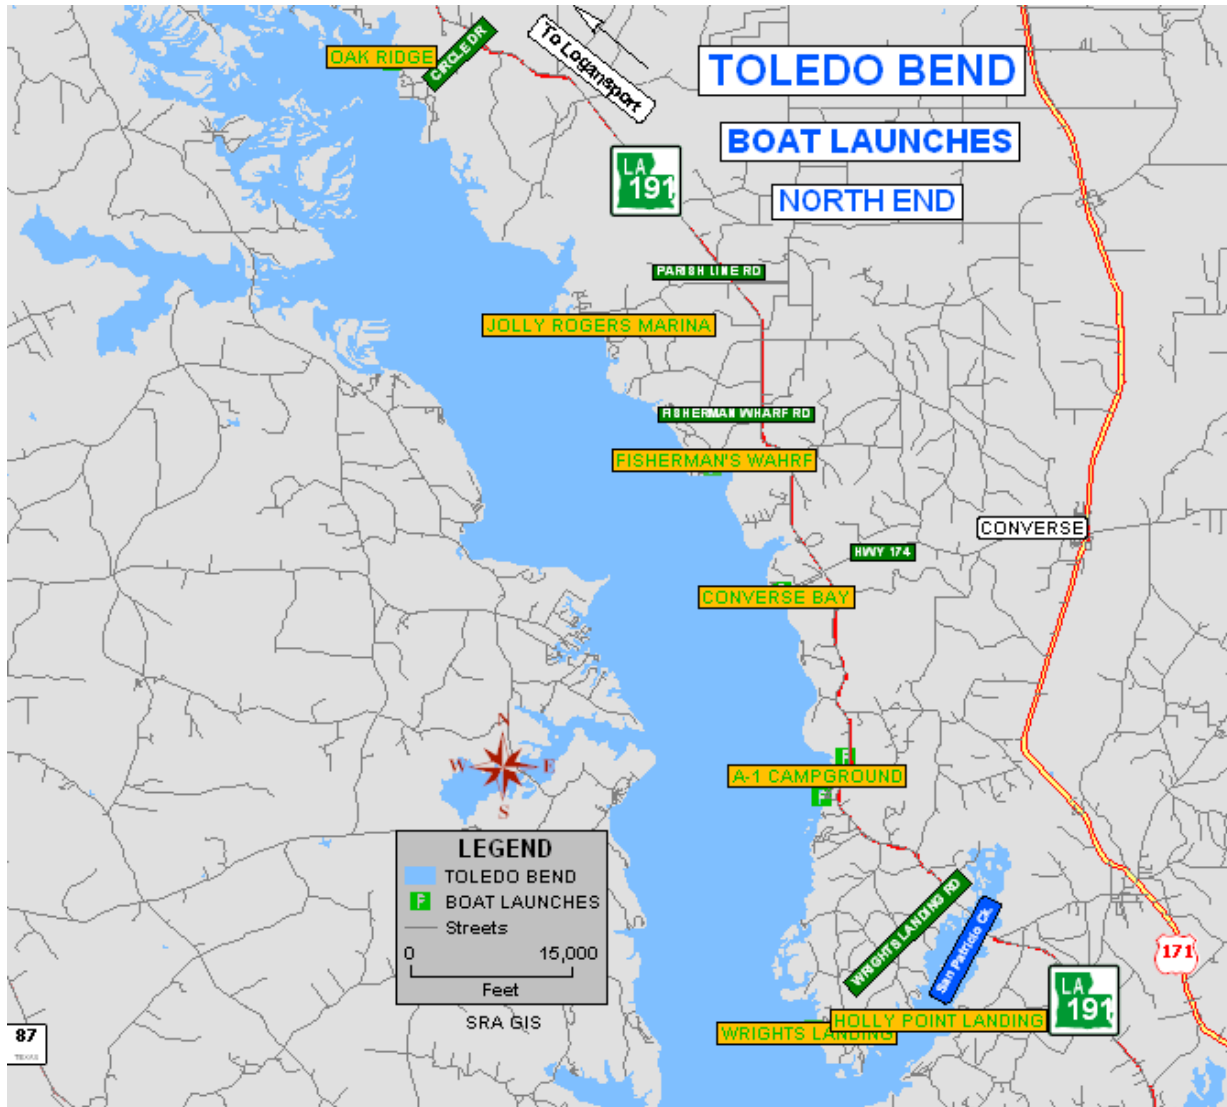 OAK RIDGE
CIRCLE DR
To Logansport
TOLEDO BEND
BOAT LAUNCHES
NORTH END
LA
191
PARISH LINE RD
JOLLY ROGERS MARINA
FISHERMAN WHARF RD
FISHERMAN'S WAHRF
CONVERSE
HWY 174
CONVERSE BAY
N
W E
S
F
A-1 CAMPGROUND
F
LEGEND
TOLEDO BEND
F BOAT LAUNCHES
Streets
0 15,000
Feet
SRA GIS
WRIGHTS LANDING RD
San Patricio Ck.
171
LA
191
HOLLY POINT LANDING
WRIGHTS LANDING
87
TEXAS